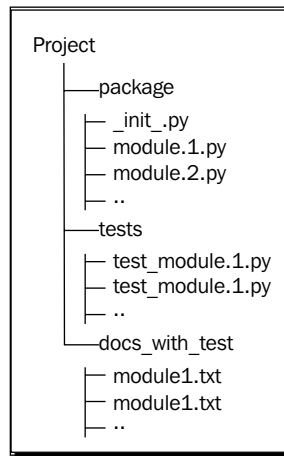 Project
package
_init_.py
module.1.py
module.2.py
..
tests
test_module.1.py
test_module.1.py
..
docs_with_test
module1.txt
module1.txt
..